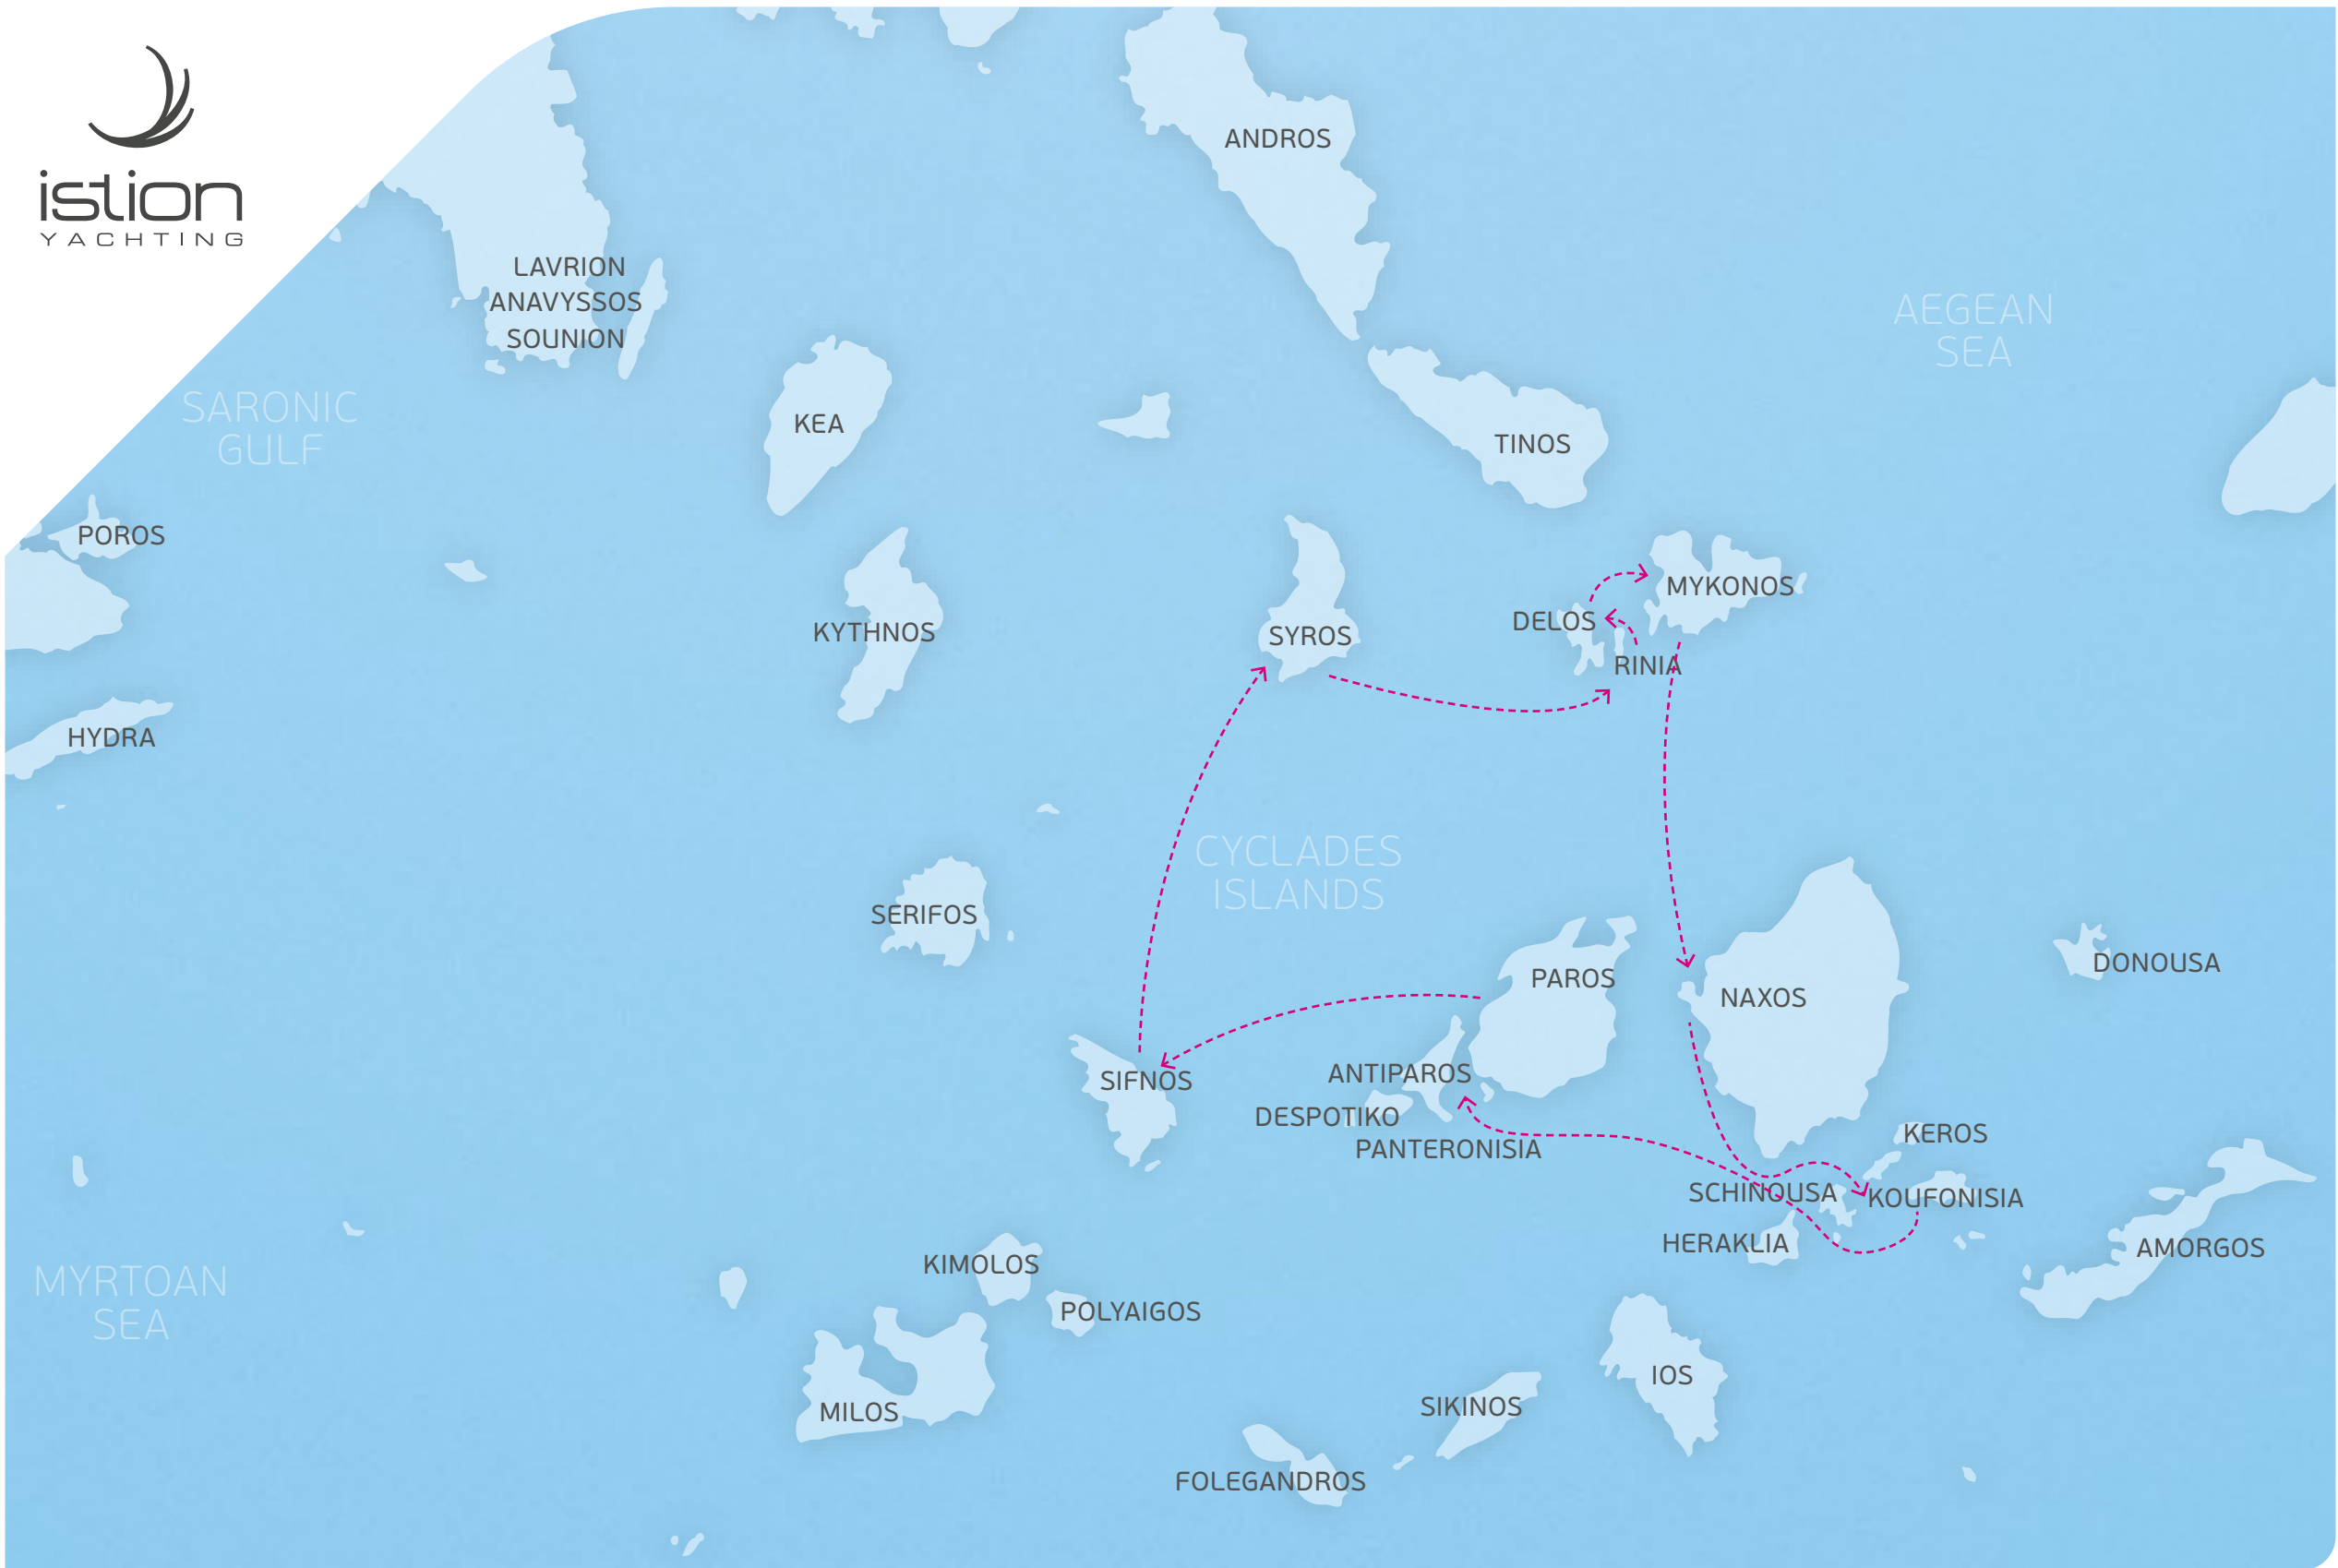 istion
YACHTING
ANDROS
LAVRION
ANAVYSSOS
SOUNION
AEGEAN
SEA
SARONIC
GULF
KEA
TINOS
POROS
MYKONOS
DELOS
KYTHNOS
SYROS
RINIA
HYDRA
CYCLADES
ISLANDS
SERIFOS
DONOUSA
PAROS
NAXOS
ANTIPAROS
SIFNOS
DESPOTIKO
PANTERONISIA
KEROS
SCHINOUSA
KOUFONISIA
HERAKLIA
AMORGOS
KIMOLOS
MYRTOAN
SEA
POLYAIGOS
IOS
SIKINOS
MILOS
FOLEGANDROS